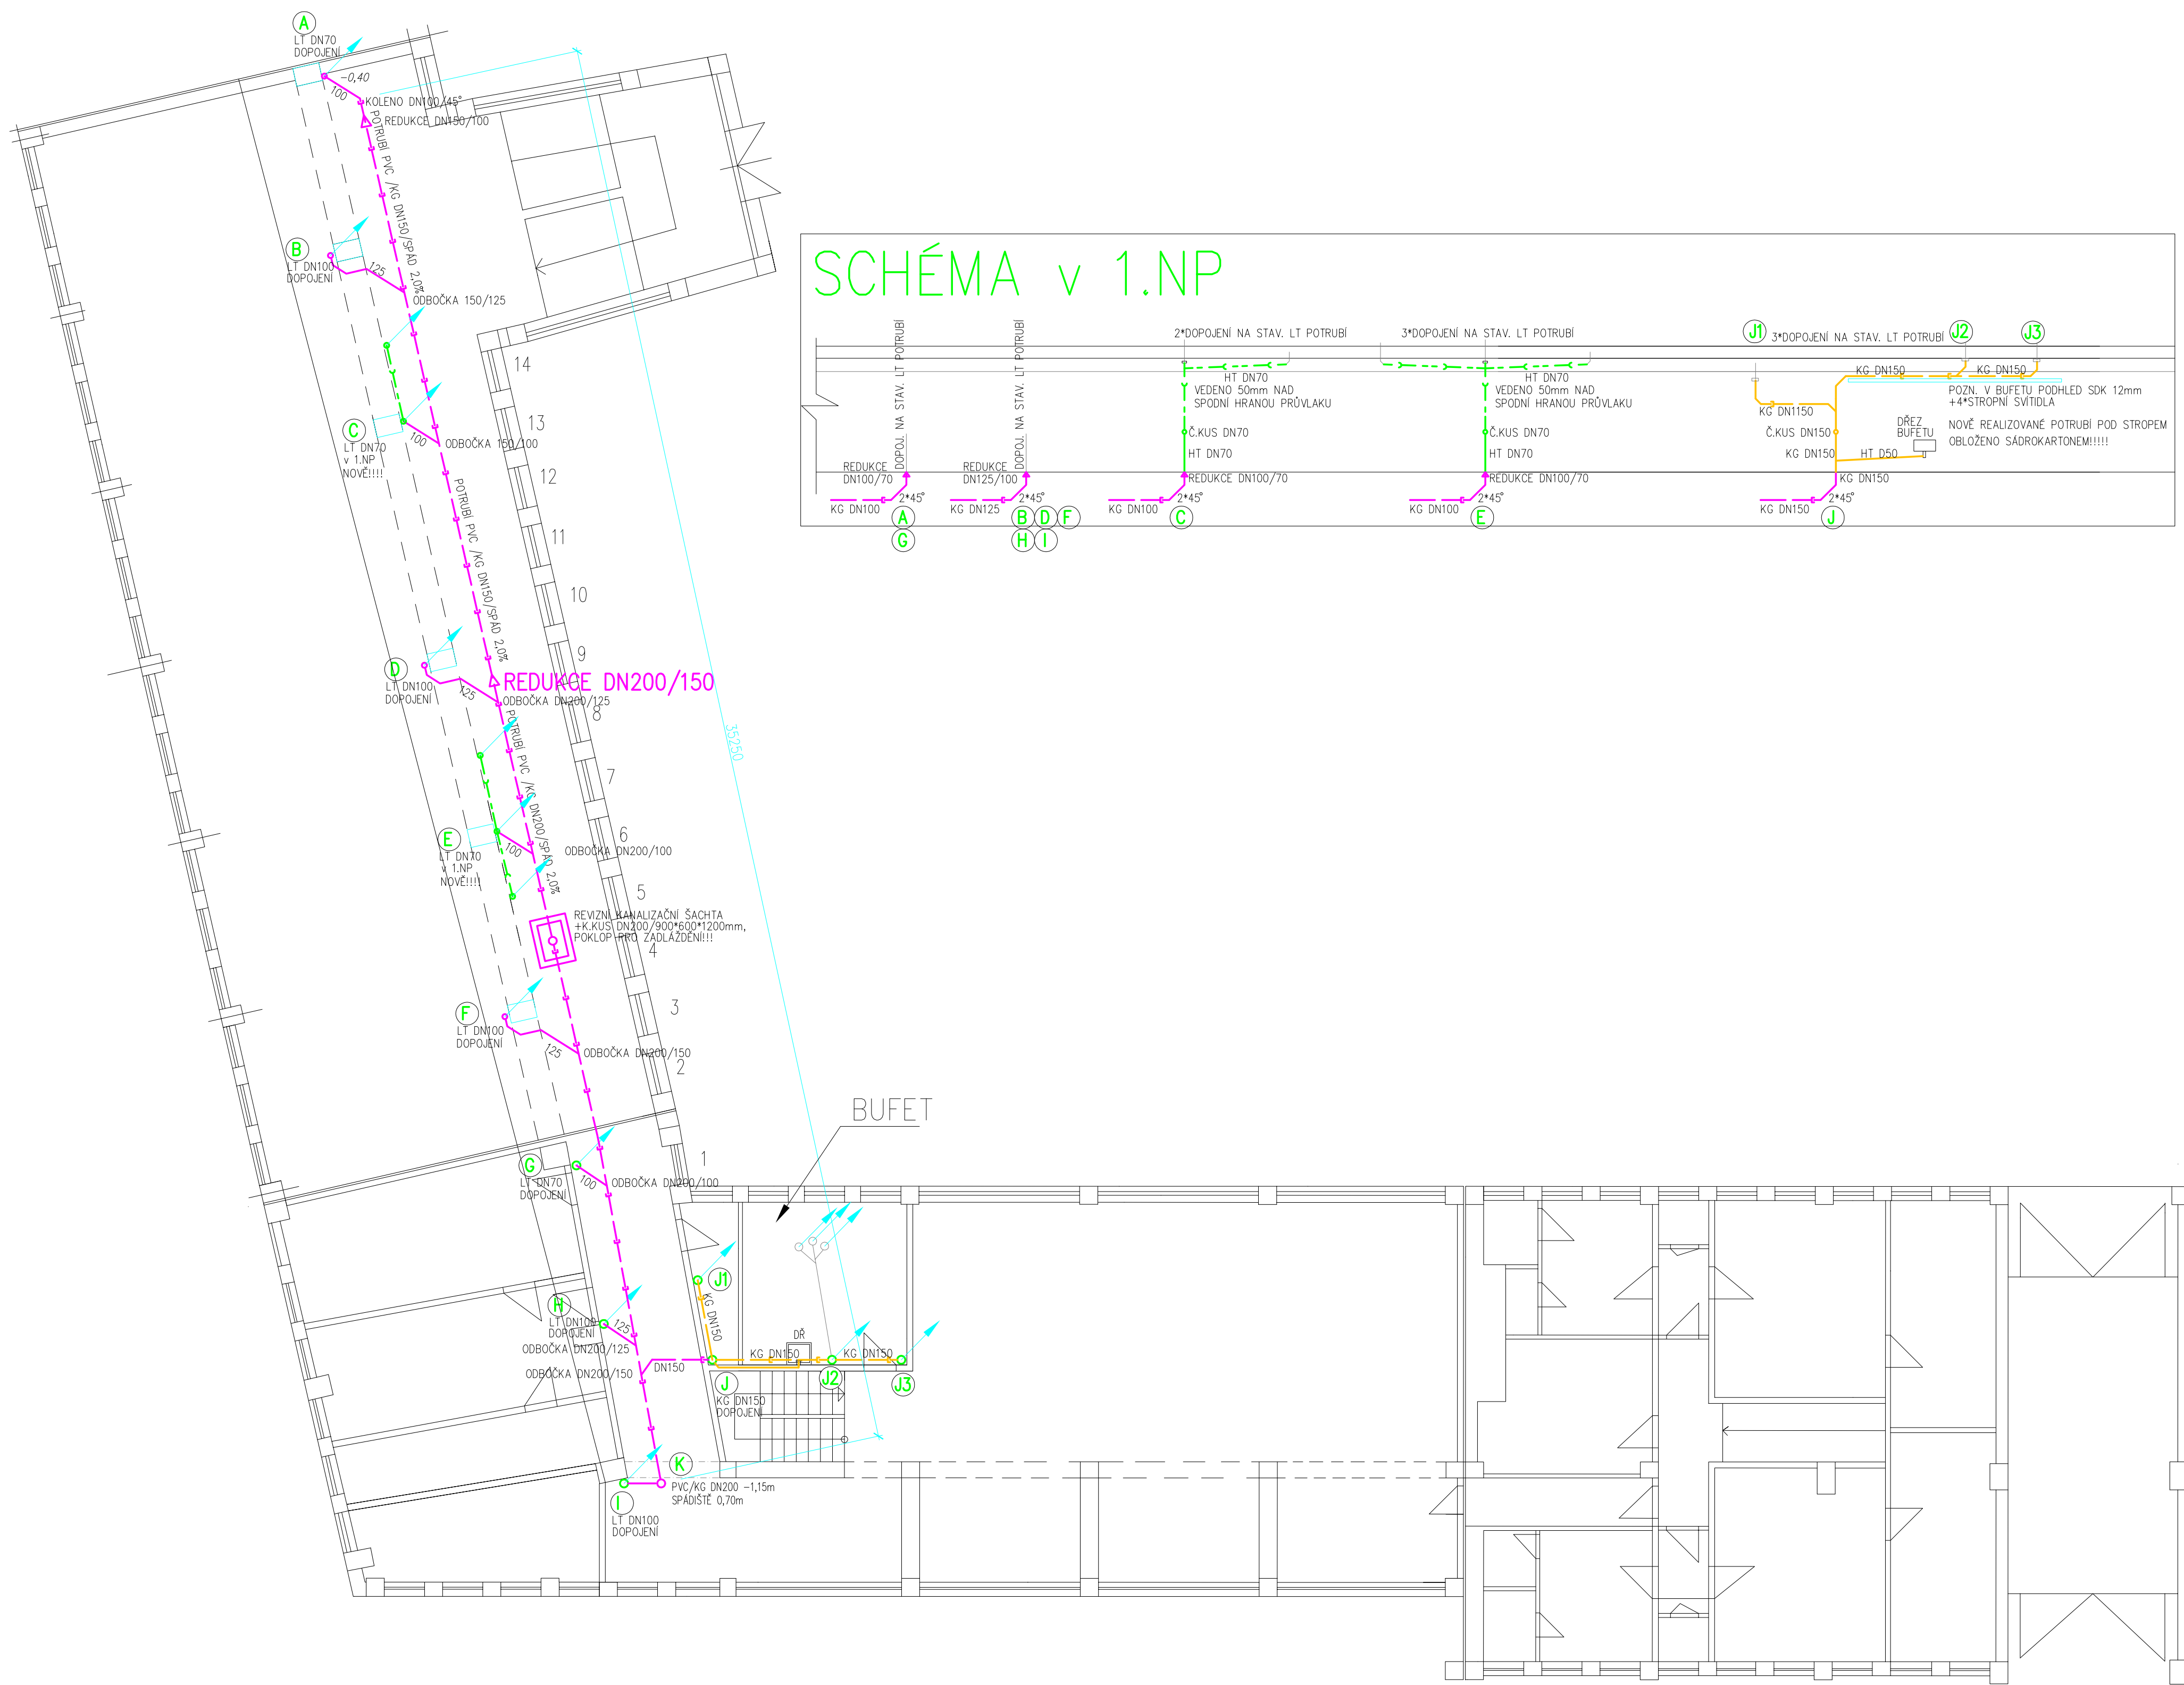 A
LT DN70
DOPOJENÍ
-0,40
100
KOLENO DN100/45°
REDUKCE DN150/100
POTRUBÍ PVC /KG DN150/SPÁD 2,0%
B
LT DN100
DOPOJENÍ
125
ODBOČKA 150/125
C
LT DN70
v 1.NP
NOVĚ!!!!
100
ODBOČKA 150/100
POTRUBÍ PVC /KG DN150/SPÁD 2,0%
14
13
12
11
10
9
8
7
6
5
4
3
2
1
D
LT DN100
DOPOJENÍ
125
REDUKCE DN200/150
ODBOČKA DN200/125
POTRUBÍ PVC /KG DN200/SPÁD 2,0%
35250
E
LT DN70
v 1.NP
NOVĚ!!!!
100
ODBOČKA DN200/100
REVIZNÍ KANALIZAČNÍ ŠACHTA
+K.KUS DN200/900*600*1200mm,
POKLOP PRO ZADLÁŽDĚNÍ!!!
F
LT DN100
DOPOJENÍ
125
ODBOČKA DN200/150
BUFET
G
LT DN70
DOPOJENÍ
100
ODBOČKA DN200/100
J1
KG DN150
H
LT DN100
DOPOJENÍ
125
ODBOČKA DN200/125
ODBOČKA DN200/150
DN150
DŘ
KG DN150
KG DN150
J
KG DN150
DOPOJENÍ
J2
J3
K
PVC/KG DN200 -1,15m
SPÁDIŠTĚ 0,70m
I
LT DN100
DOPOJENÍ
SCHÉMA v 1.NP
DOPOJ. NA STAV. LT POTRUBÍ
REDUKCE
DN100/70
KG DN100
2*45°
A
G
DOPOJ. NA STAV. LT POTRUBÍ
REDUKCE
DN125/100
KG DN125
2*45°
B D F
H I
2*DOPOJENÍ NA STAV. LT POTRUBÍ
HT DN70
VEDENO 50mm NAD
SPODNÍ HRANOU PRŮVLAKU
Č.KUS DN70
HT DN70
REDUKCE DN100/70
KG DN100
2*45°
C
3*DOPOJENÍ NA STAV. LT POTRUBÍ
HT DN70
VEDENO 50mm NAD
SPODNÍ HRANOU PRŮVLAKU
Č.KUS DN70
HT DN70
REDUKCE DN100/70
KG DN100
2*45°
E
J1 3*DOPOJENÍ NA STAV. LT POTRUBÍ J2 J3
KG DN150
KG DN150
POZN. V BUFETU PODHLED SDK 12mm
+4*STROPNÍ SVÍTIDLA
KG DN1150
Č.KUS DN150
DŘEZ
BUFETU
NOVĚ REALIZOVANÉ POTRUBÍ POD STROPEM
OBLOŽENO SÁDROKARTONEM!!!!!
KG DN150
HT D50
KG DN150
KG DN150
2*45°
J